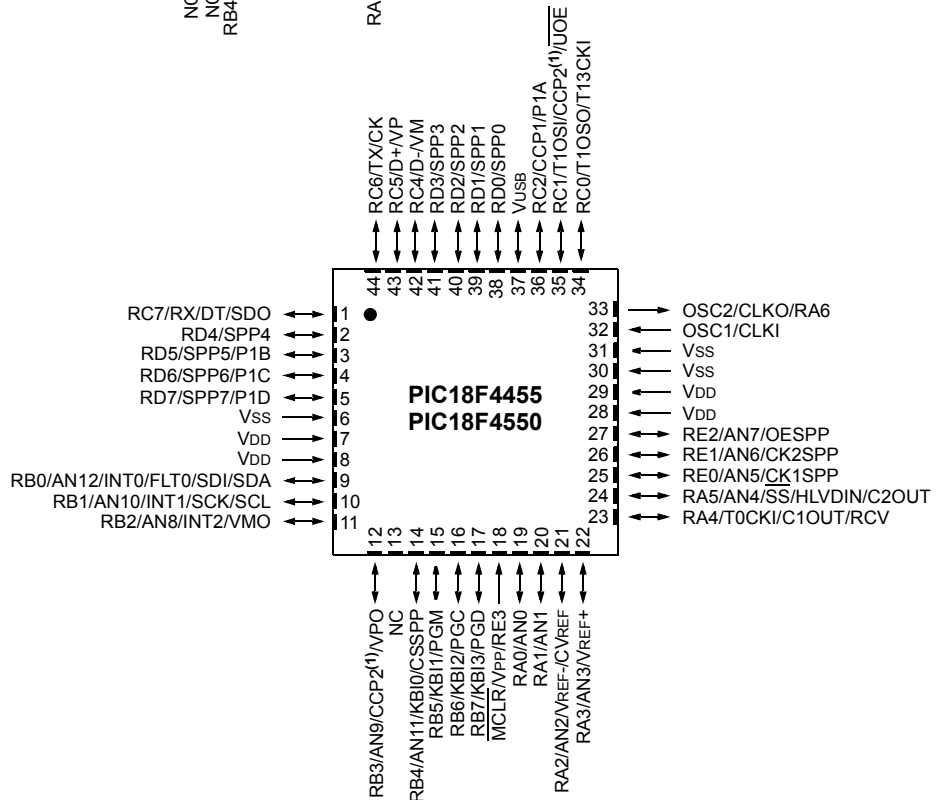 NC
NC
RB4
RA
RC6/TX/CK
RC5/D+/VP
RC4/D-/VM
RD3/SPP3
RD2/SPP2
RD1/SPP1
RD0/SPP0
VUSB
RC2/CCP1/P1A
RC1/T1OSI/CCP2(1)/UOE
RC0/T1OSO/T13CKI
44
43
42
41
40
39
38
37
36
35
34
RC7/RX/DT/SDO 1
RD4/SPP4 2
RD5/SPP5/P1B 3
RD6/SPP6/P1C 4
RD7/SPP7/P1D 5
VSS 6
VDD 7
VDD 8
RB0/AN12/INT0/FLT0/SDI/SDA 9
RB1/AN10/INT1/SCK/SCL 10
RB2/AN8/INT2/VMO 11
PIC18F4455
PIC18F4550
33 OSC2/CLKO/RA6
32 OSC1/CLKI
31 VSS
30 VSS
29 VDD
28 VDD
27 RE2/AN7/OESPP
26 RE1/AN6/CK2SPP
25 RE0/AN5/CK1SPP
24 RA5/AN4/SS/HLVDIN/C2OUT
23 RA4/T0CKI/C1OUT/RCV
12
13
14
15
16
17
18
19
20
21
22
RB3/AN9/CCP2(1)/VPO
NC
RB4/AN11/KBI0/CSSPP
RB5/KBI1/PGM
RB6/KBI2/PGC
RB7/KBI3/PGD
MCLR/VPP/RE3
RA0/AN0
RA1/AN1
RA2/AN2/VREF-/CVREF
RA3/AN3/VREF+